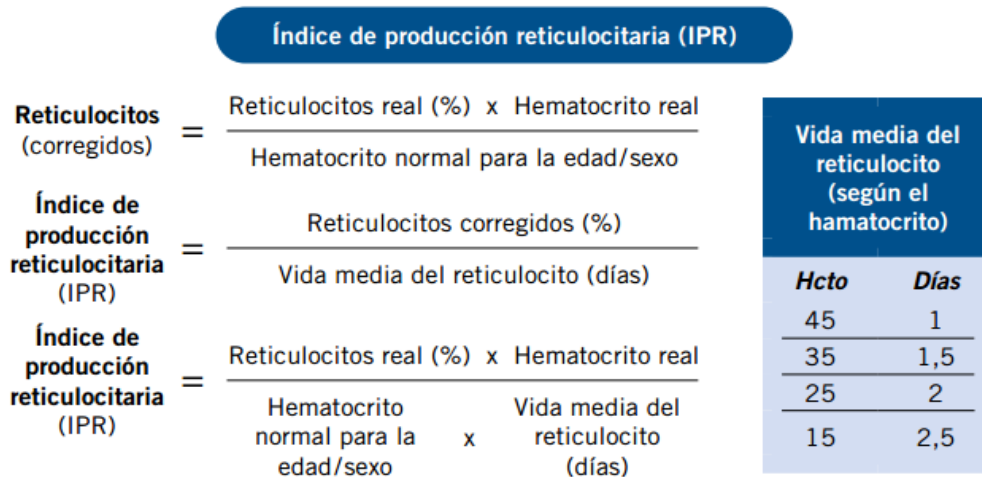 Índice de producción reticulocitaria (IPR)
Reticulocitos
(corregidos)
=
Reticulocitos real (%) x Hematocrito real
Hematocrito normal para la edad/sexo
Índice de
producción
reticulocitaria
(IPR)
=
Reticulocitos corregidos (%)
Vida media del reticulocito (días)
Índice de
producción
reticulocitaria
(IPR)
=
Reticulocitos real (%) x Hematocrito real
Hematocrito
normal para la
edad/sexo
x
Vida media del
reticulocito
(días)
Vida media del
reticulocito
(según el
hamatocrito)
Hcto Días
45 1
35 1,5
25 2
15 2,5